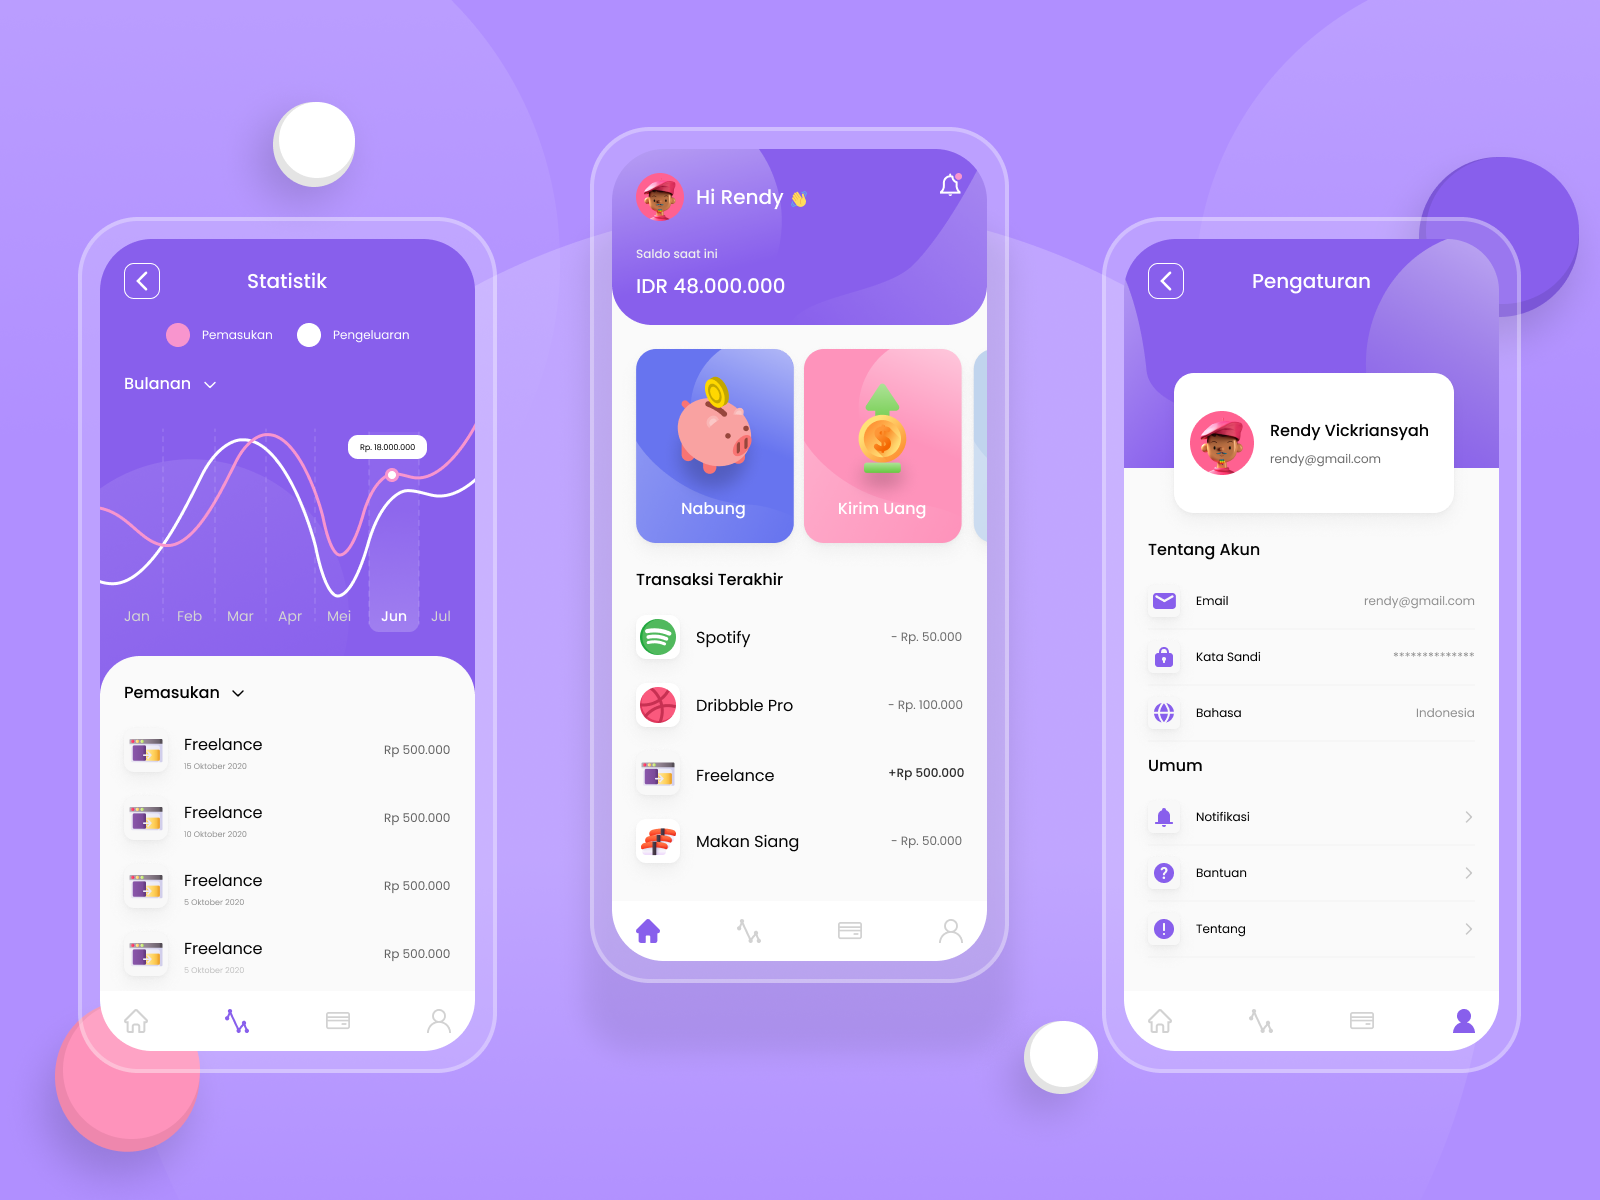 Statistik
Pemasukan
Pengeluaran
Bulanan
Rp. 18.000.000
Jan Feb Mar Apr Mei Jun Jul
Pemasukan
Freelance
Rp 500.000
15 Oktober 2020
Freelance
Rp 500.000
10 Oktober 2020
Freelance
Rp 500.000
5 Oktober 2020
Freelance
Rp 500.000
5 Oktober 2020
Hi Rendy 👋
Saldo saat ini
IDR 48.000.000
Nabung
Kirim Uang
Transaksi Terakhir
Spotify
- Rp. 50.000
Dribbble Pro
- Rp. 100.000
Freelance
+Rp 500.000
Makan Siang
- Rp. 50.000
Pengaturan
Rendy Vickriansyah
rendy@gmail.com
Tentang Akun
Email
rendy@gmail.com
Kata Sandi
**************
Bahasa
Indonesia
Umum
Notifikasi
Bantuan
Tentang